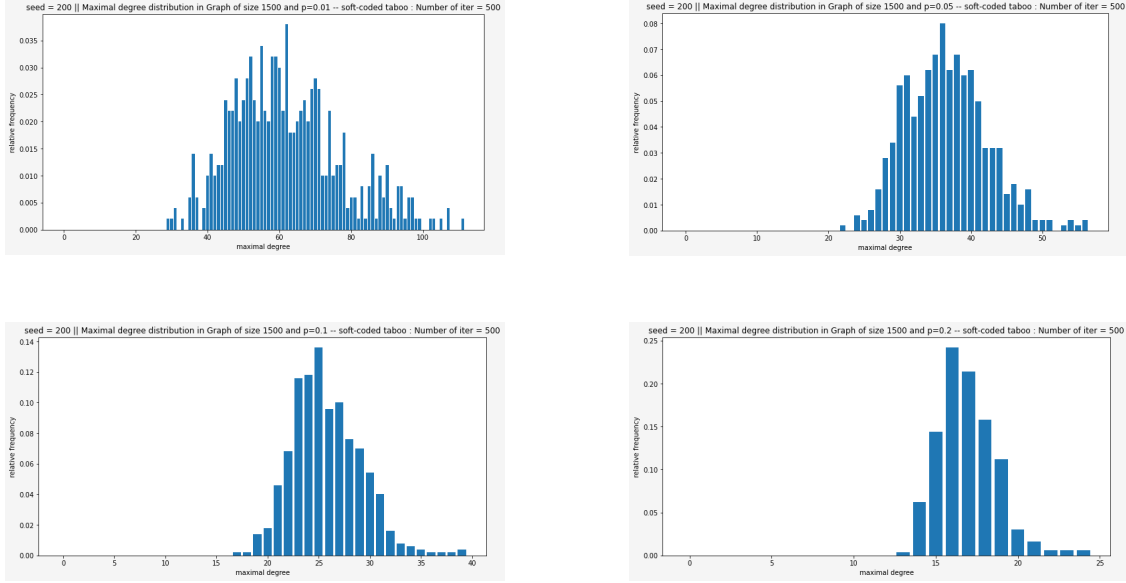 seed = 200 || Maximal degree distribution in Graph of size 1500 and p=0.01 -- soft-coded taboo : Number of iter = 500
0.035
0.030
0.025
0.020
0.015
0.010
0.005
0.000
relative frequency
0 20 40 60 80 100
maximal degree
seed = 200 || Maximal degree distribution in Graph of size 1500 and p=0.05 -- soft-coded taboo : Number of iter = 500
0.08
0.07
0.06
0.05
0.04
0.03
0.02
0.01
0.00
relative frequency
0 10 20 30 40 50
maximal degree
seed = 200 || Maximal degree distribution in Graph of size 1500 and p=0.1 -- soft-coded taboo : Number of iter = 500
0.14
0.12
0.10
0.08
0.06
0.04
0.02
0.00
relative frequency
0 5 10 15 20 25 30 35 40
maximal degree
seed = 200 || Maximal degree distribution in Graph of size 1500 and p=0.2 -- soft-coded taboo : Number of iter = 500
0.25
0.20
0.15
0.10
0.05
0.00
relative frequency
0 5 10 15 20 25
maximal degree